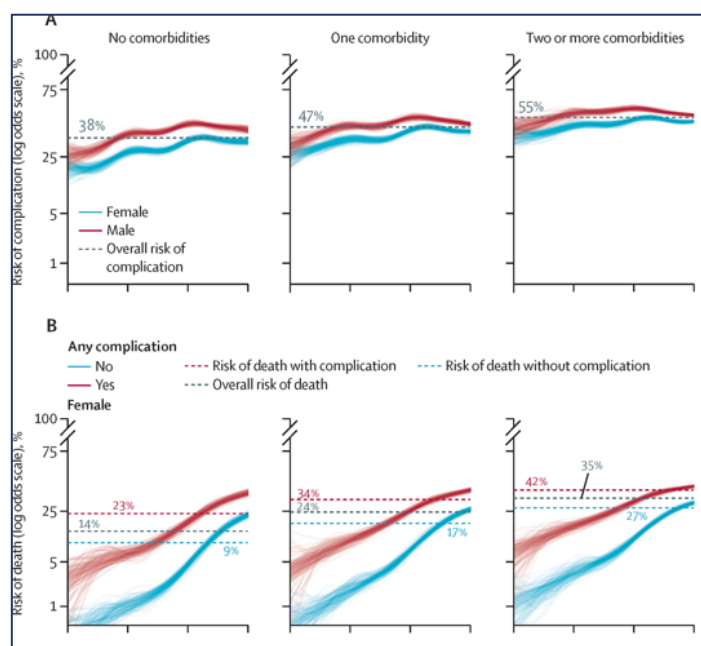 A
No comorbidities
One comorbidity
Two or more comorbidities
Risk of complication (log odds scale), %
100
75
25
5
1
38%
47%
55%
Female
Male
Overall risk of
complication
B
Any complication
No
Yes
Risk of death with complication
Overall risk of death
Risk of death without complication
Female
Risk of death (log odds scale), %
100
75
25
5
1
23%
14%
9%
34%
24%
17%
42%
35%
27%